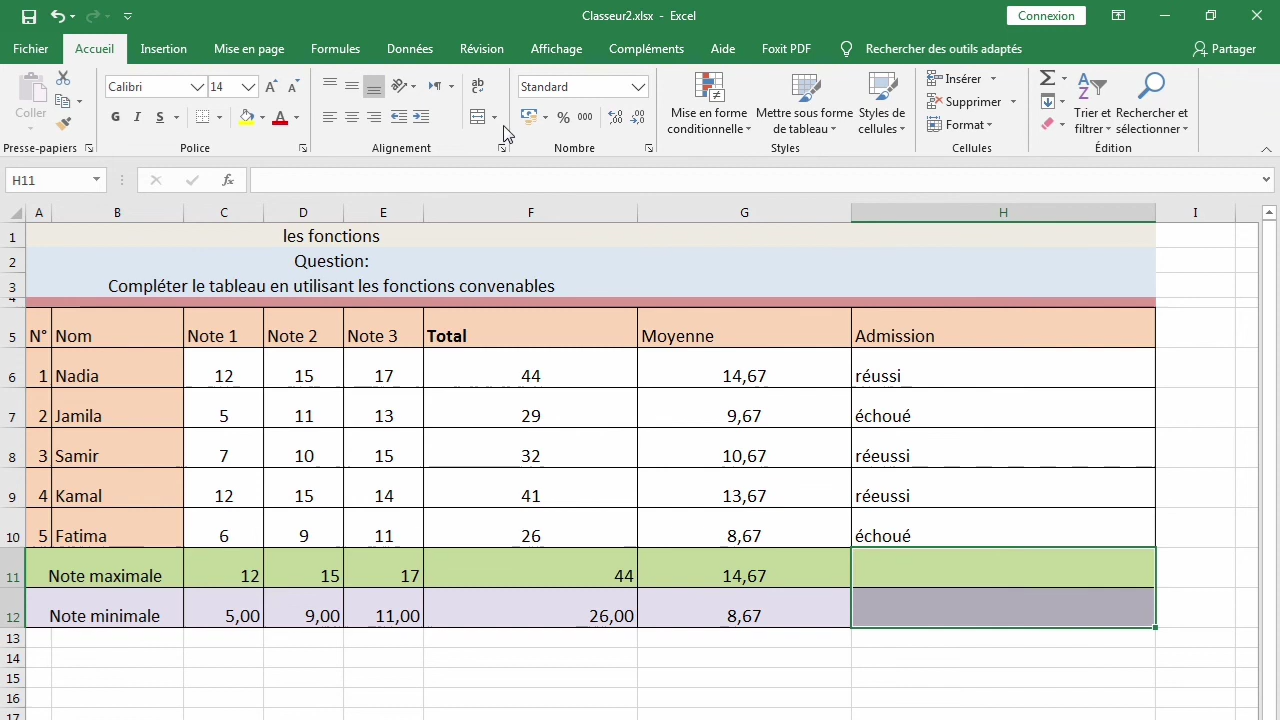 Classeur2.xlsx - Excel
Connexion
Fichier Accueil Insertion Mise en page Formules Données Révision Affichage Compléments Aide Foxit PDF Rechercher des outils adaptés Partager
Coller
Calibri 14
G I S A
Standard
% 000
Mise en forme conditionnelle
Mettre sous forme de tableau
Styles de cellules
Insérer
Supprimer
Format
Trier et filtrer
Rechercher et sélectionner
Presse-papiers Police Alignement Nombre Styles Cellules Édition
H11 fx
A B C D E F G H I
1 les fonctions
2 Question:
3 Compléter le tableau en utilisant les fonctions convenables
4
5 N° Nom Note 1 Note 2 Note 3 Total Moyenne Admission
6 1 Nadia 12 15 17 44 14,67 réussi
7 2 Jamila 5 11 13 29 9,67 échoué
8 3 Samir 7 10 15 32 10,67 réeussi
9 4 Kamal 12 15 14 41 13,67 réeussi
10 5 Fatima 6 9 11 26 8,67 échoué
11 Note maximale 12 15 17 44 14,67
12 Note minimale 5,00 9,00 11,00 26,00 8,67
13
14
15
16
17